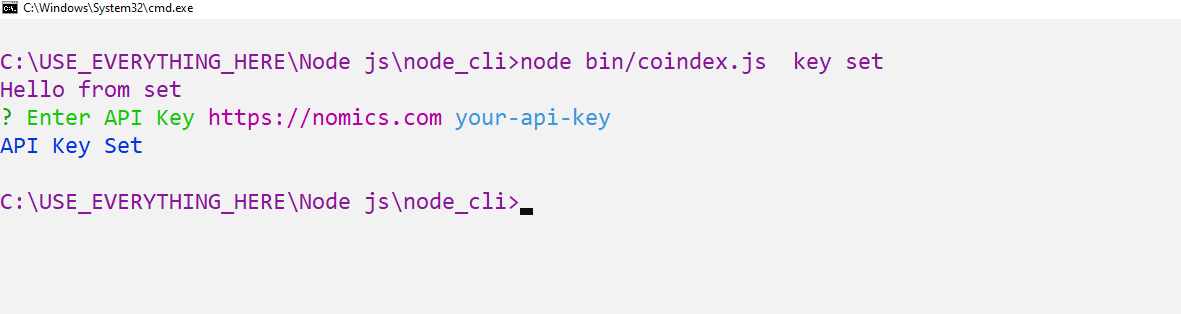 C:\Windows\System32\cmd.exe
C:\USE_EVERYTHING_HERE\Node js\node_cli>node bin/coindex.js  key set
Hello from set
? Enter API Key https://nomics.com your-api-key
API Key Set
C:\USE_EVERYTHING_HERE\Node js\node_cli>